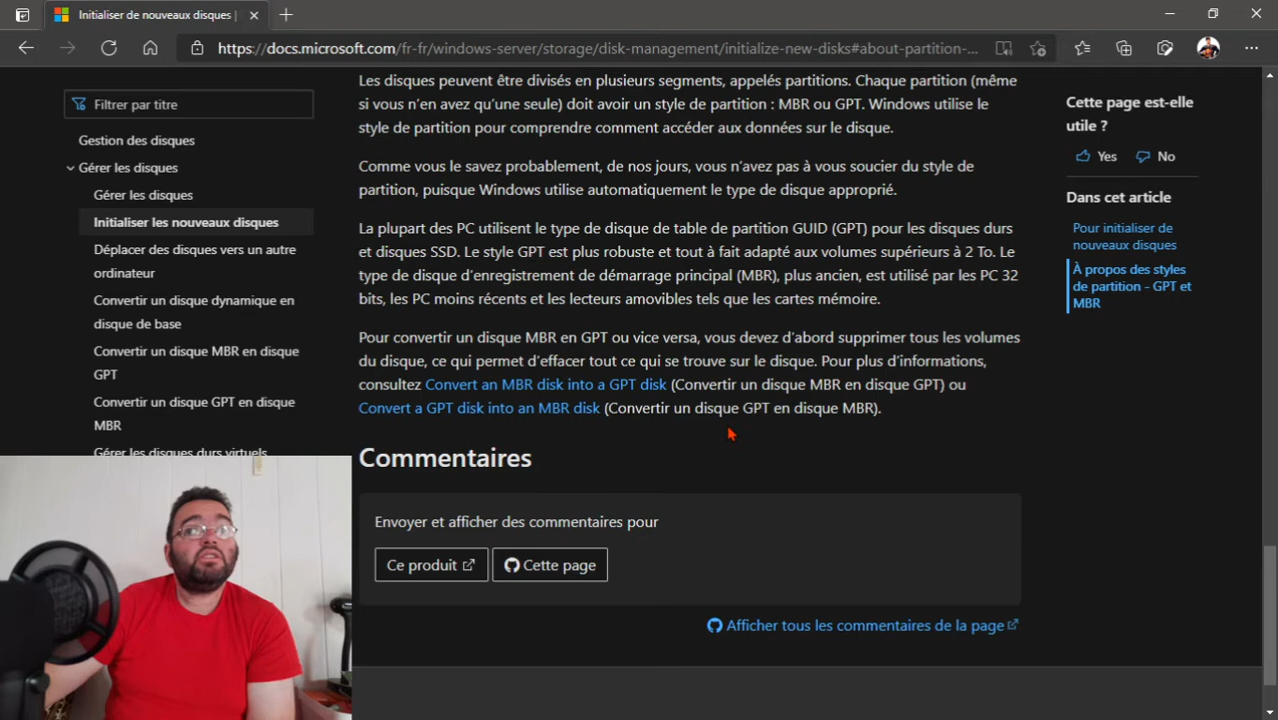 Initialiser de nouveaux disques |
https://docs.microsoft.com/fr-fr/windows-server/storage/disk-management/initialize-new-disks#about-partition-...
Filtrer par titre
Gestion des disques
Gérer les disques
Gérer les disques
Initialiser les nouveaux disques
Déplacer des disques vers un autre
ordinateur
Convertir un disque dynamique en
disque de base
Convertir un disque MBR en disque
GPT
Convertir un disque GPT en disque
MBR
Gérer les disques durs virtuels
Les disques peuvent être divisés en plusieurs segments, appelés partitions. Chaque partition (même
si vous n'en avez qu'une seule) doit avoir un style de partition : MBR ou GPT. Windows utilise le
style de partition pour comprendre comment accéder aux données sur le disque.
Comme vous le savez probablement, de nos jours, vous n'avez pas à vous soucier du style de
partition, puisque Windows utilise automatiquement le type de disque approprié.
La plupart des PC utilisent le type de disque de table de partition GUID (GPT) pour les disques durs
et disques SSD. Le style GPT est plus robuste et tout à fait adapté aux volumes supérieurs à 2 To. Le
type de disque d'enregistrement de démarrage principal (MBR), plus ancien, est utilisé par les PC 32
bits, les PC moins récents et les lecteurs amovibles tels que les cartes mémoire.
Pour convertir un disque MBR en GPT ou vice versa, vous devez d'abord supprimer tous les volumes
du disque, ce qui permet d'effacer tout ce qui se trouve sur le disque. Pour plus d'informations,
consultez Convert an MBR disk into a GPT disk (Convertir un disque MBR en disque GPT) ou
Convert a GPT disk into an MBR disk (Convertir un disque GPT en disque MBR).
Commentaires
Envoyer et afficher des commentaires pour
Ce produit
Cette page
Afficher tous les commentaires de la page
Cette page est-elle
utile ?
Yes
No
Dans cet article
Pour initialiser de
nouveaux disques
À propos des styles
de partition - GPT et
MBR